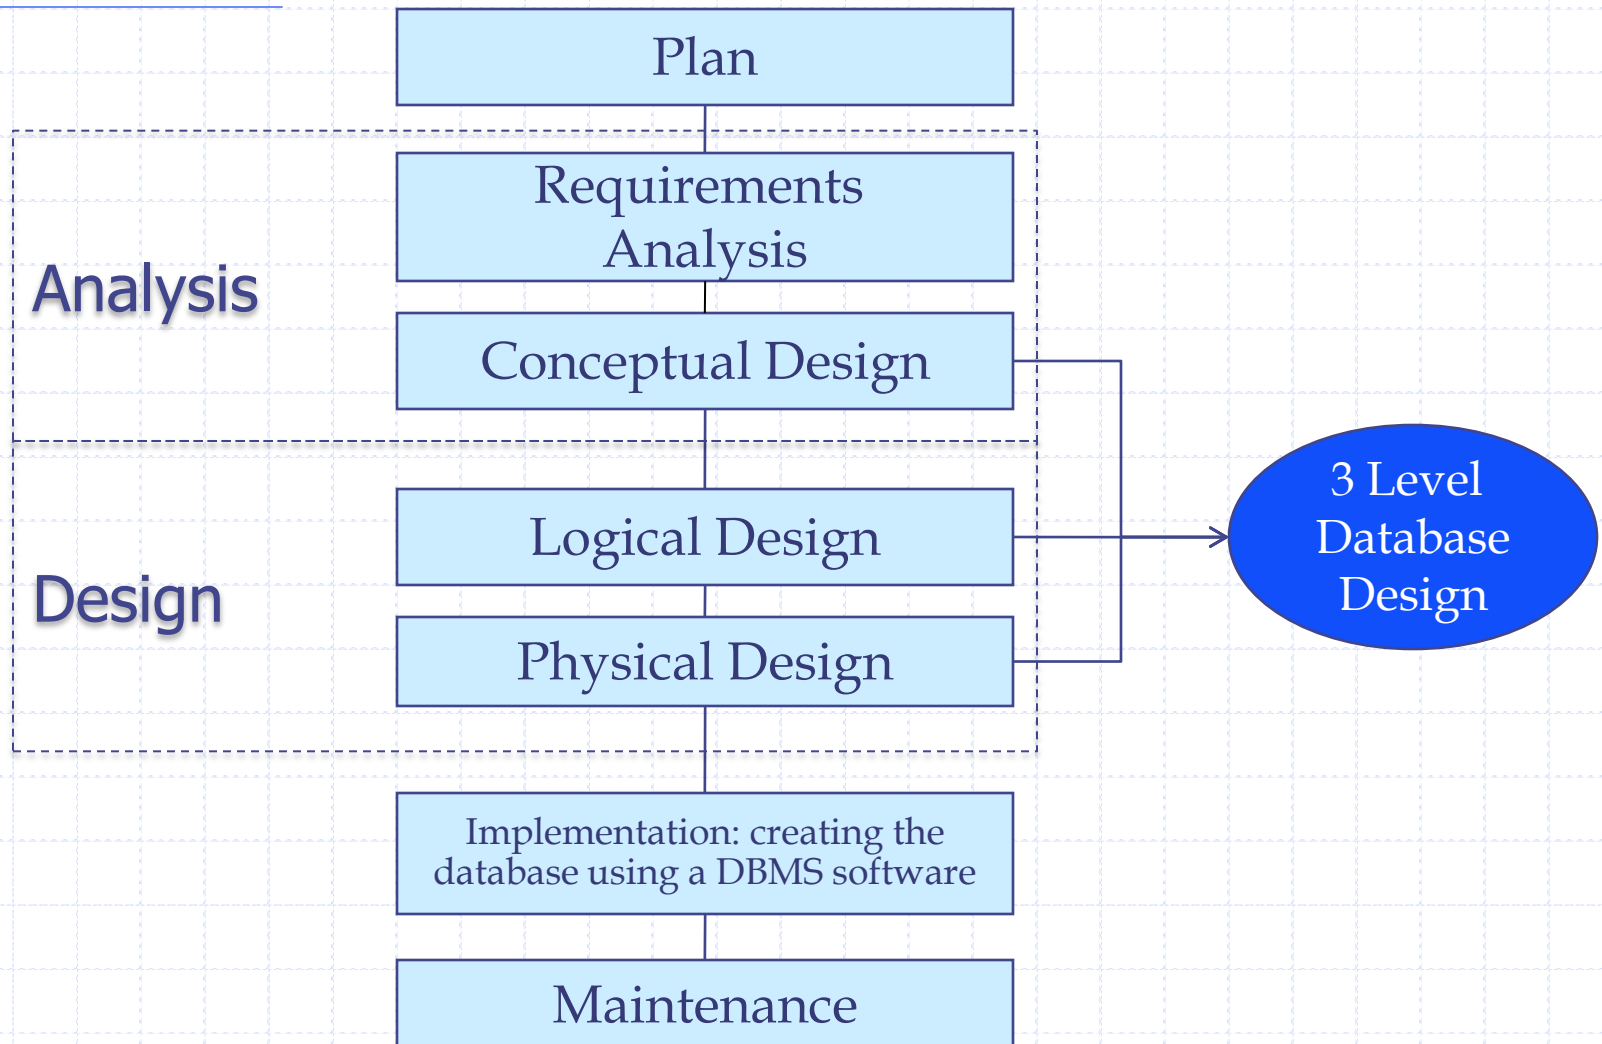 Plan
Requirements
Analysis
Analysis
Conceptual Design
Logical Design
Design
Physical Design
3 Level
Database
Design
Implementation: creating the
database using a DBMS software
Maintenance